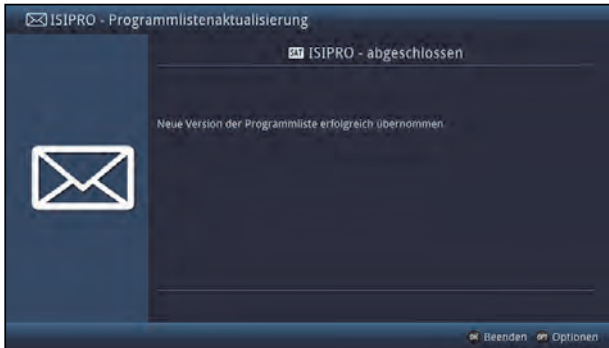 ISIPRO - Programmlistenaktualisierung
SAT ISIPRO - abgeschlossen
Neue Version der Programmliste erfolgreich übernommen.
OK Beenden OPT Optionen